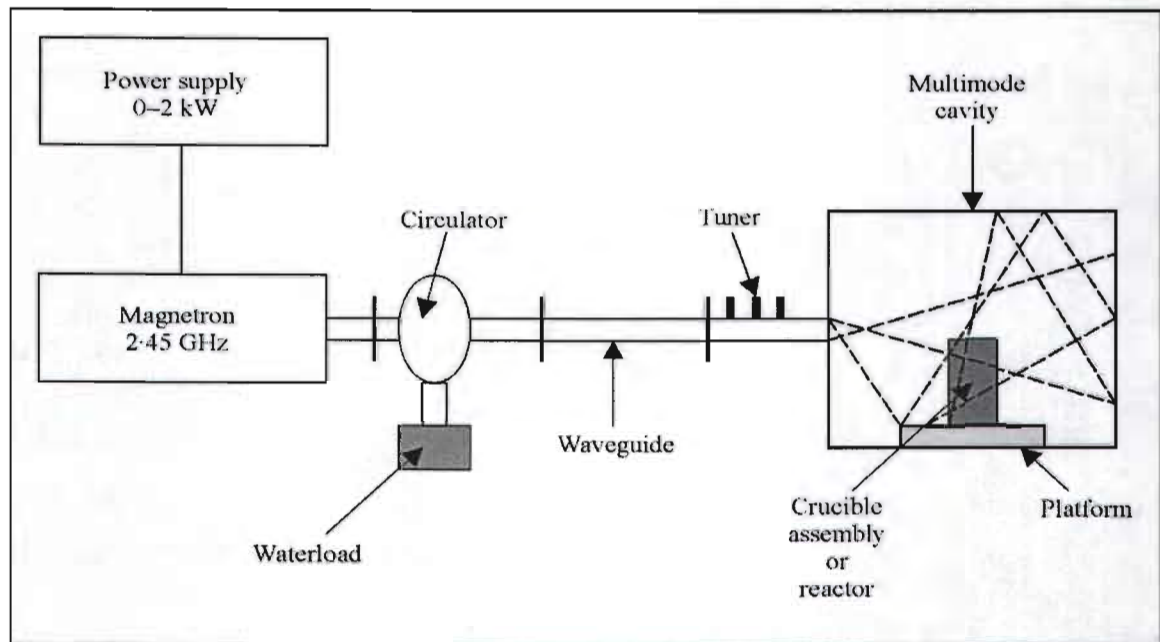 Power supply
0–2 kW
Multimode
cavity
Circulator
Tuner
Magnetron
2·45 GHz
Waveguide
Waterload
Crucible
assembly
or
reactor
Platform